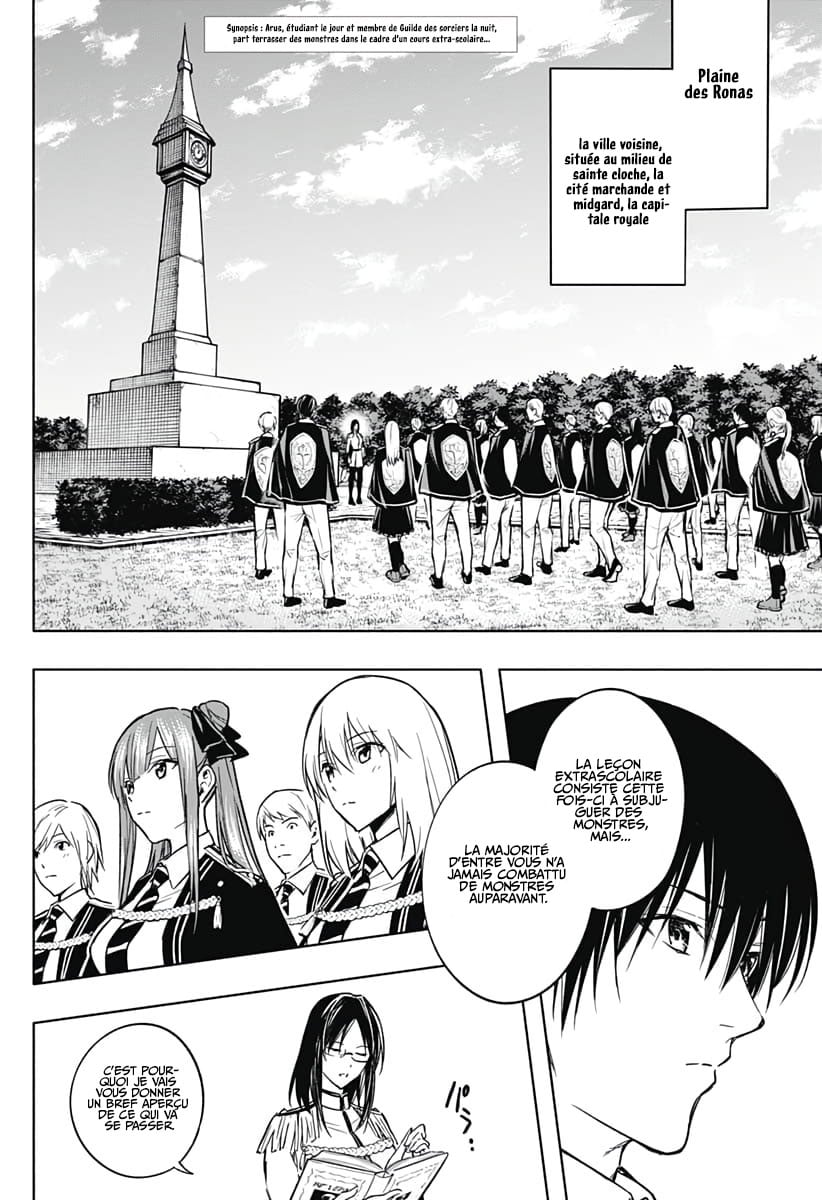 Synopsis : Arus, étudiant le jour et membre de Guilde des sorciers la nuit,
part terrasser des monstres dans le cadre d'un cours extra-scolaire...
Plaine
des Ronas
la ville voisine,
située au milieu de
sainte cloche, la
cité marchande et
midgard, la capi-
tale royale
LA LEÇON
EXTRASCOLAIRE
CONSISTE CETTE
FOIS-CI À SUBJU-
GUER DES
MONSTRES,
MAIS...
LA MAJORITÉ
D'ENTRE VOUS N'A
JAMAIS COMBATTU
DE MONSTRES
AUPARAVANT.
C'EST POUR-
QUOI JE VAIS
VOUS DONNER
UN BREF APERÇU
DE CE QUI VA
SE PASSER.